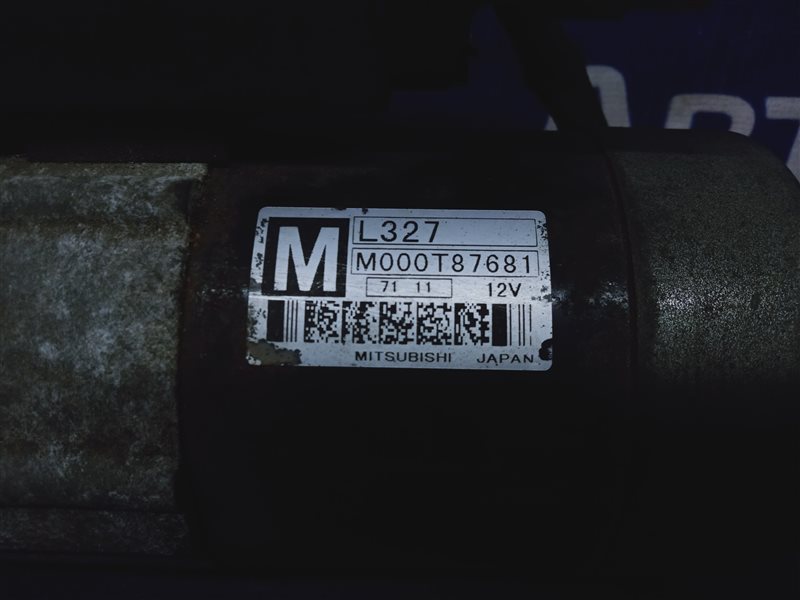 M
L327
M000T87681
71 11
12V
MITSUBISHI JAPAN